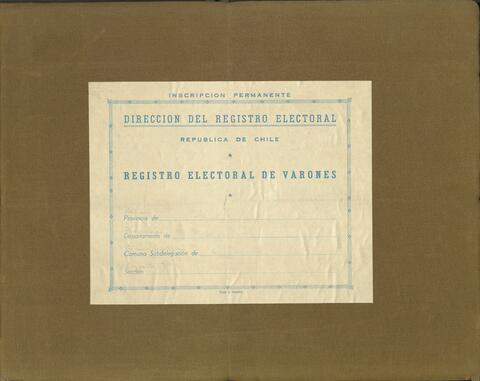 INSCRIPCION PERMANENTE
DIRECCION DEL REGISTRO ELECTORAL
REPUBLICA DE CHILE
REGISTRO ELECTORAL DE VARONES
Provincia de
Departamento de
Comuna Subdelegación de
Sección